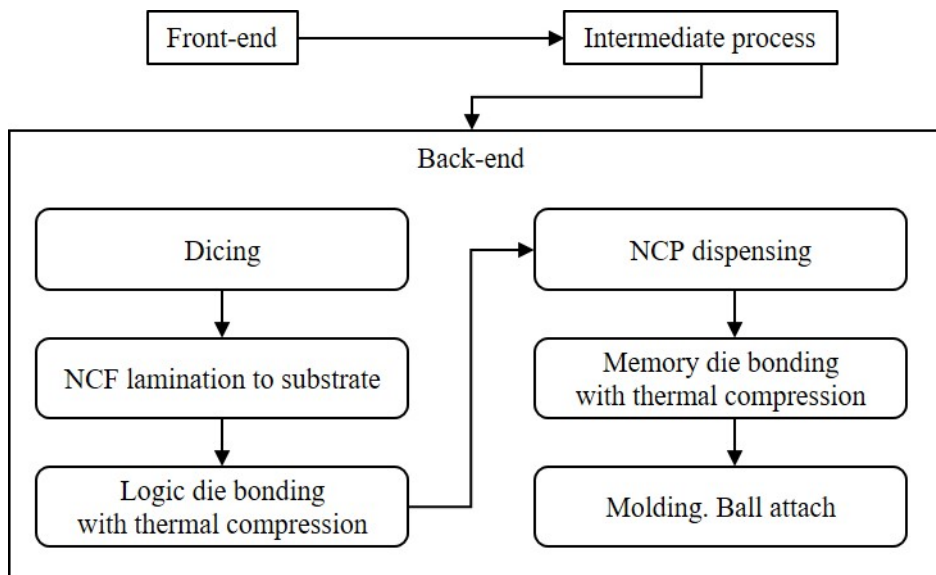 Front-end
Intermediate process
Back-end
Dicing
NCF lamination to substrate
Logic die bonding
with thermal compression
NCP dispensing
Memory die bonding
with thermal compression
Molding. Ball attach